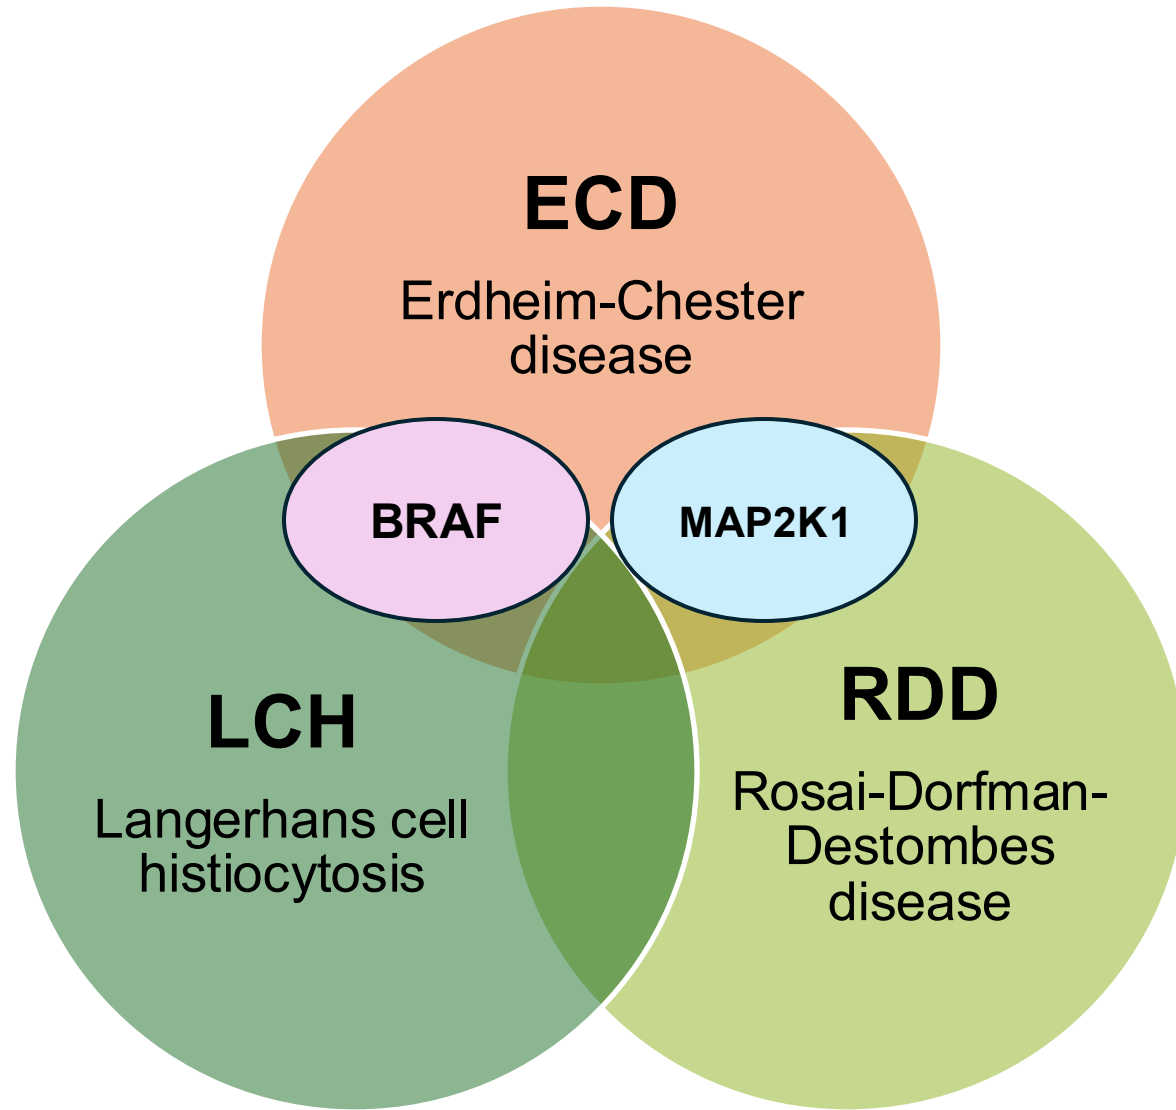 ECD
Erdheim-Chester
disease
BRAF
MAP2K1
LCH
Langerhans cell
histiocytosis
RDD
Rosai-Dorfman-
Destombes
disease